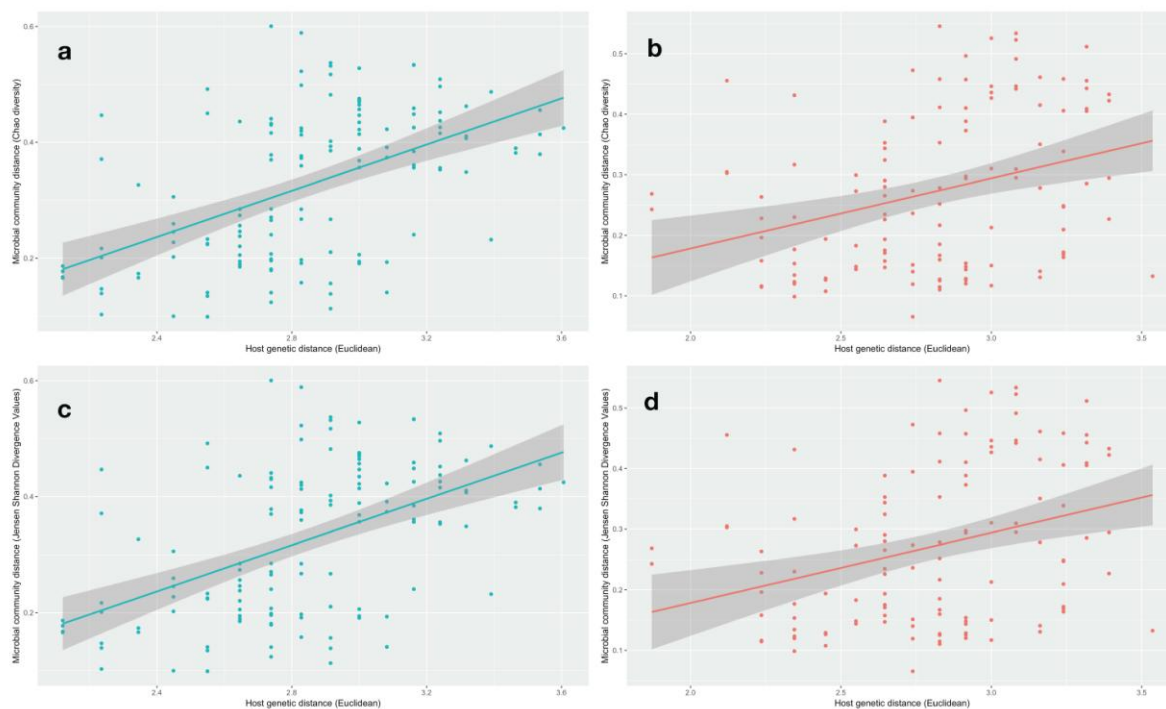 a
Microbial community distance (Chao diversity)
0.6
0.4
0.2
2.4
2.8
3.2
3.6
Host genetic distance (Euclidean)
b
Microbial community distance (Chao diversity)
0.5
0.4
0.3
0.2
0.1
2.0
2.5
3.0
3.5
Host genetic distance (Euclidean)
c
Microbial community distance (Jensen Shannon Divergence Values)
0.6
0.4
0.2
2.4
2.8
3.2
3.6
Host genetic distance (Euclidean)
d
Microbial community distance (Jensen Shannon Divergence Values)
0.5
0.4
0.3
0.2
0.1
2.0
2.5
3.0
3.5
Host genetic distance (Euclidean)